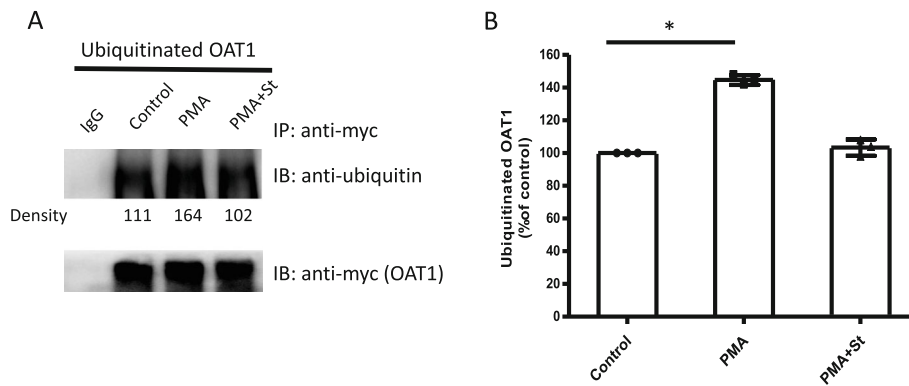 A
Ubiquitinated OAT1
IgG
Control
PMA
PMA+St
IP: anti-myc
IB: anti-ubiquitin
Density 111 164 102
IB: anti-myc (OAT1)
B
*
160
140
120
100
80
60
40
20
0
Ubiquitinated OAT1
(%of control)
Control
PMA
PMA+St